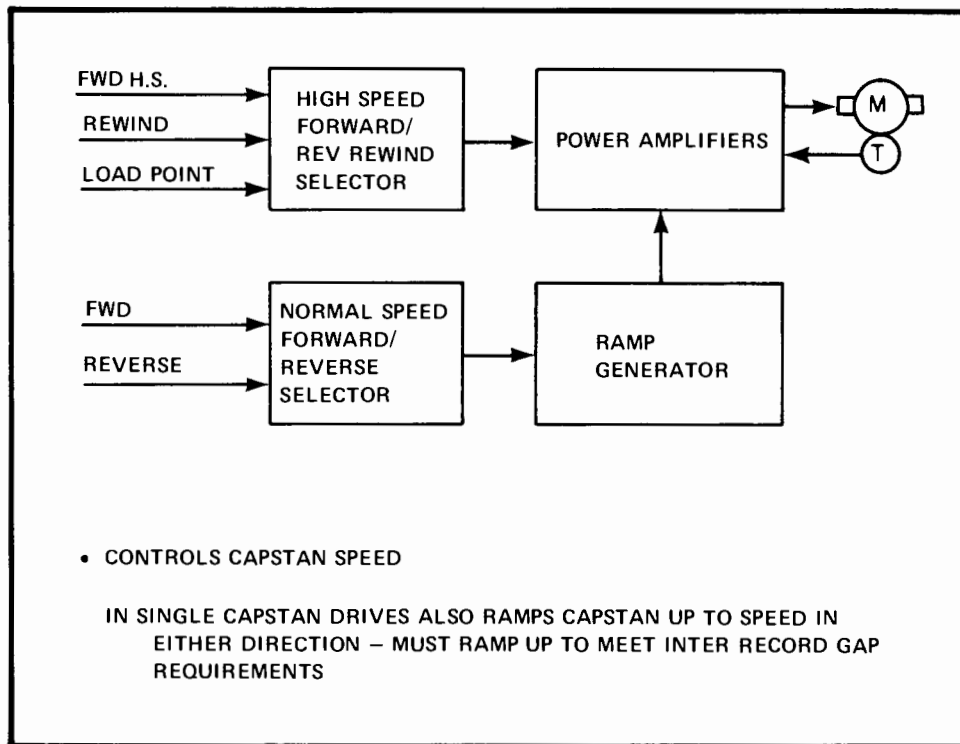 FWD H.S.
REWIND
LOAD POINT
HIGH SPEED
FORWARD/
REV REWIND
SELECTOR
POWER AMPLIFIERS
M
T
FWD
REVERSE
NORMAL SPEED
FORWARD/
REVERSE
SELECTOR
RAMP
GENERATOR
• CONTROLS CAPSTAN SPEED
IN SINGLE CAPSTAN DRIVES ALSO RAMPS CAPSTAN UP TO SPEED IN
EITHER DIRECTION – MUST RAMP UP TO MEET INTER RECORD GAP
REQUIREMENTS